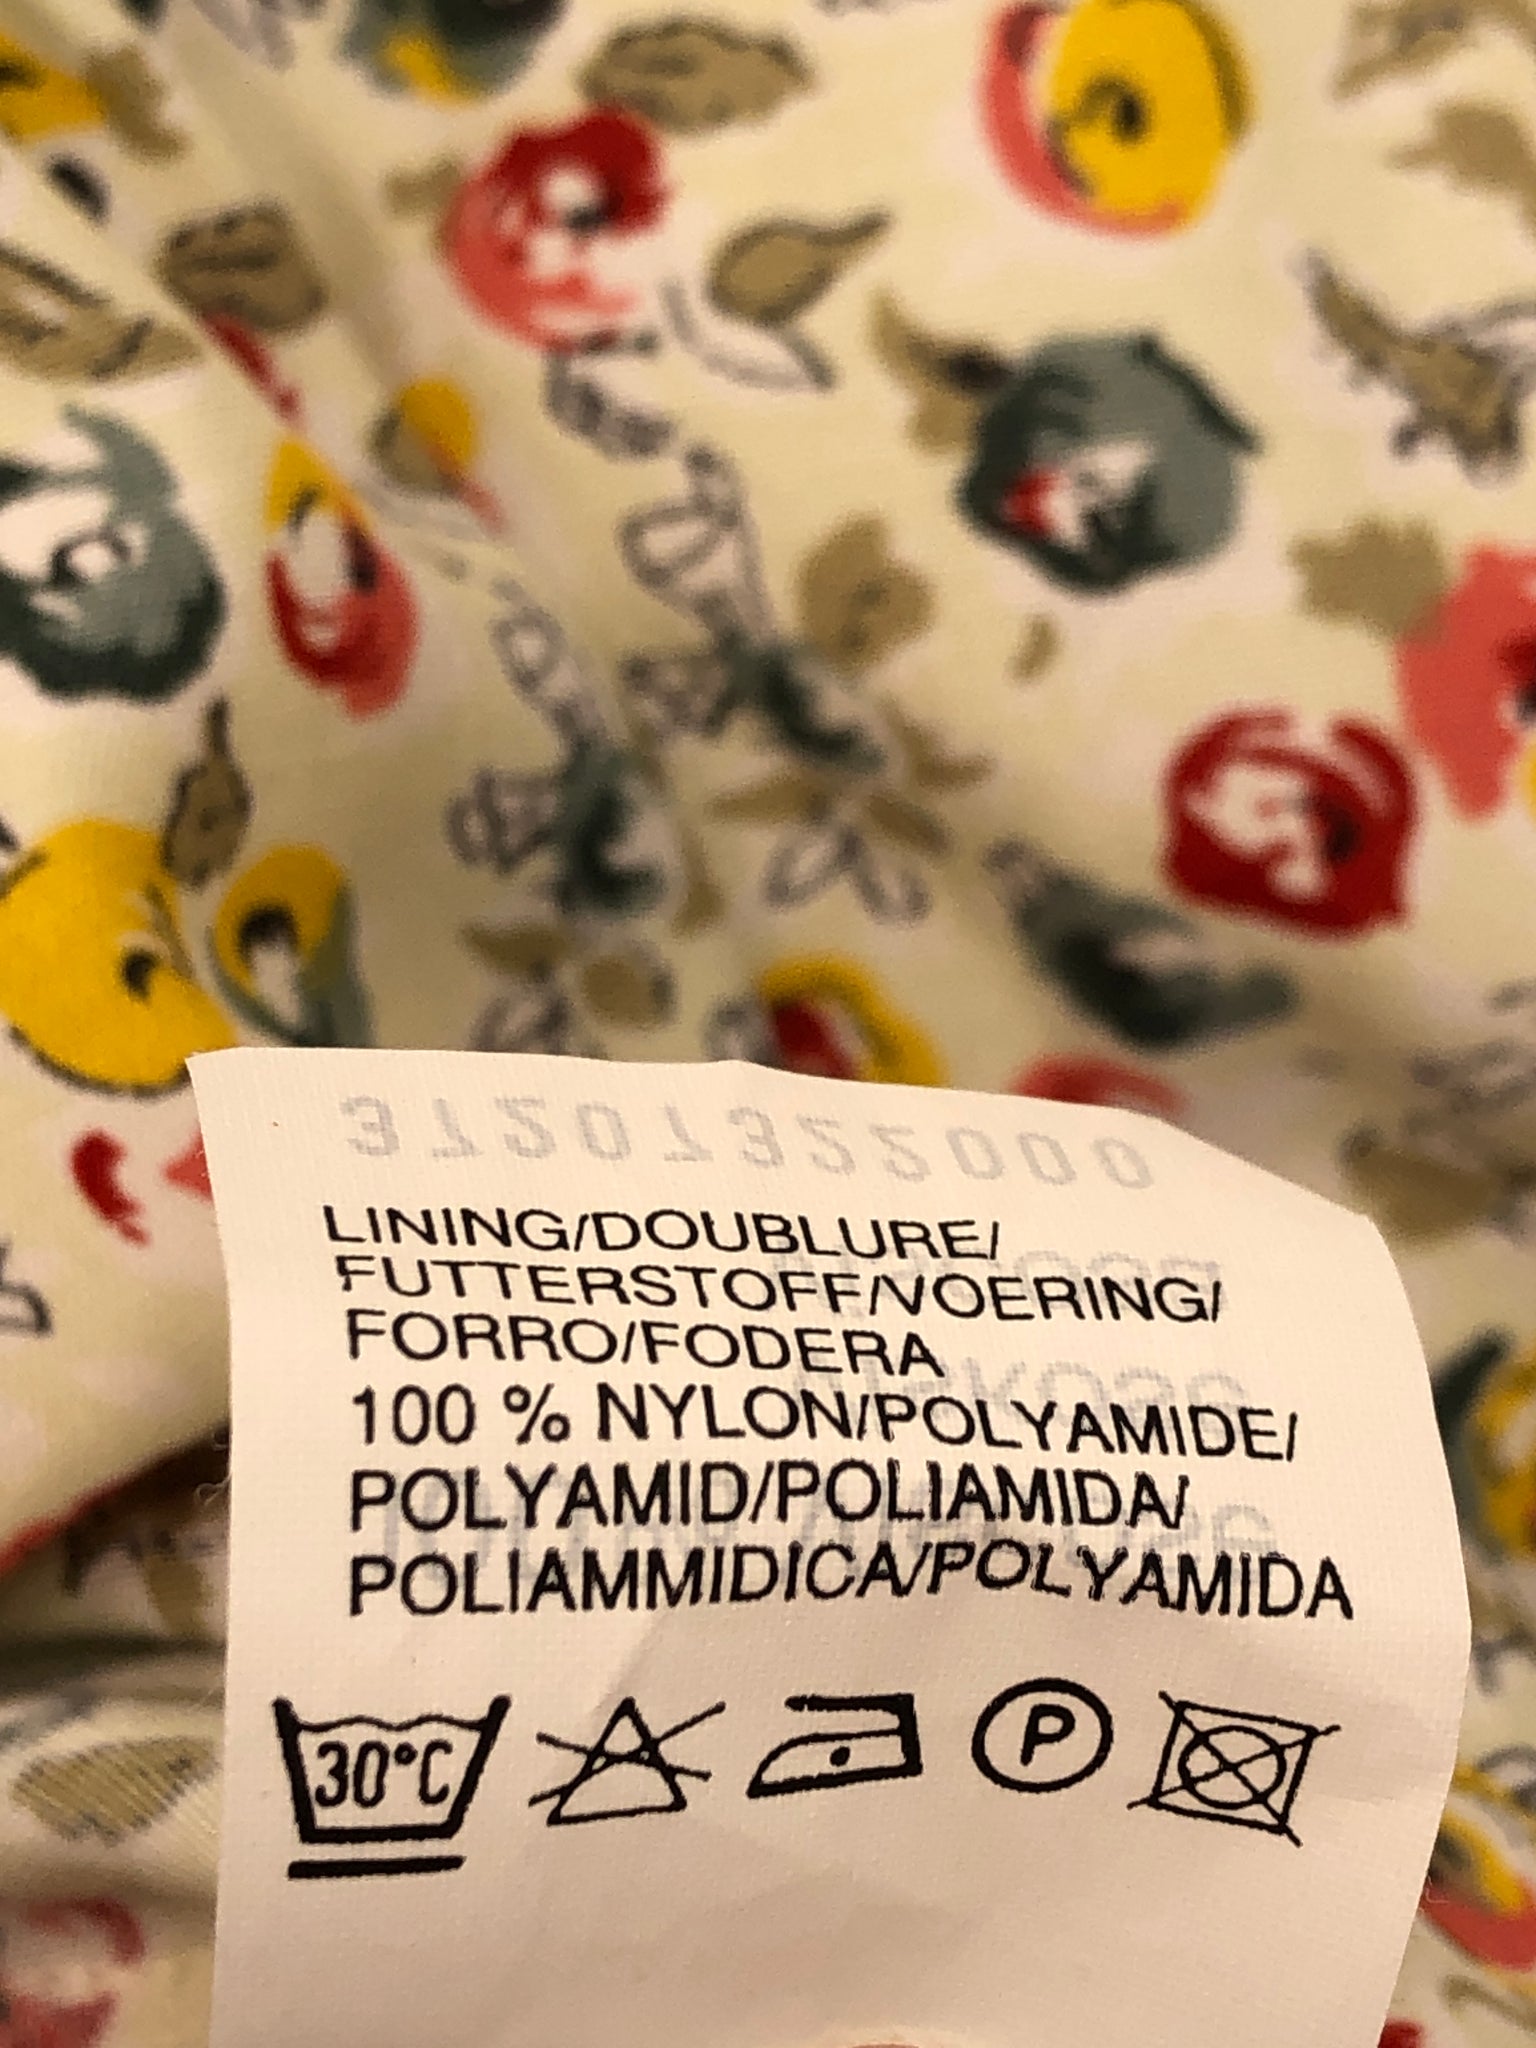 LINING/DOUBLURE/
FUTTERSTOFF/VOERING/
FORRO/FODERA
100 % NYLON/POLYAMIDE/
POLYAMID/POLIAMIDA/
POLIAMMIDICA/POLYAMIDA
30°C P